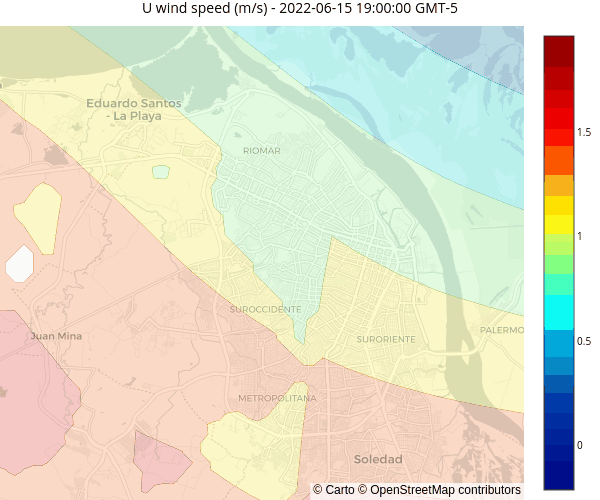 U wind speed (m/s) - 2022-06-15 19:00:00 GMT-5
Eduardo Santos
- La Playa
RIOMAR
1.5
1
SUROCCIDENTE
PALERMO
Juan Mina
SURORIENTE
0.5
METROPOLITANA
0
Soledad
© Carto © OpenStreetMap contributors